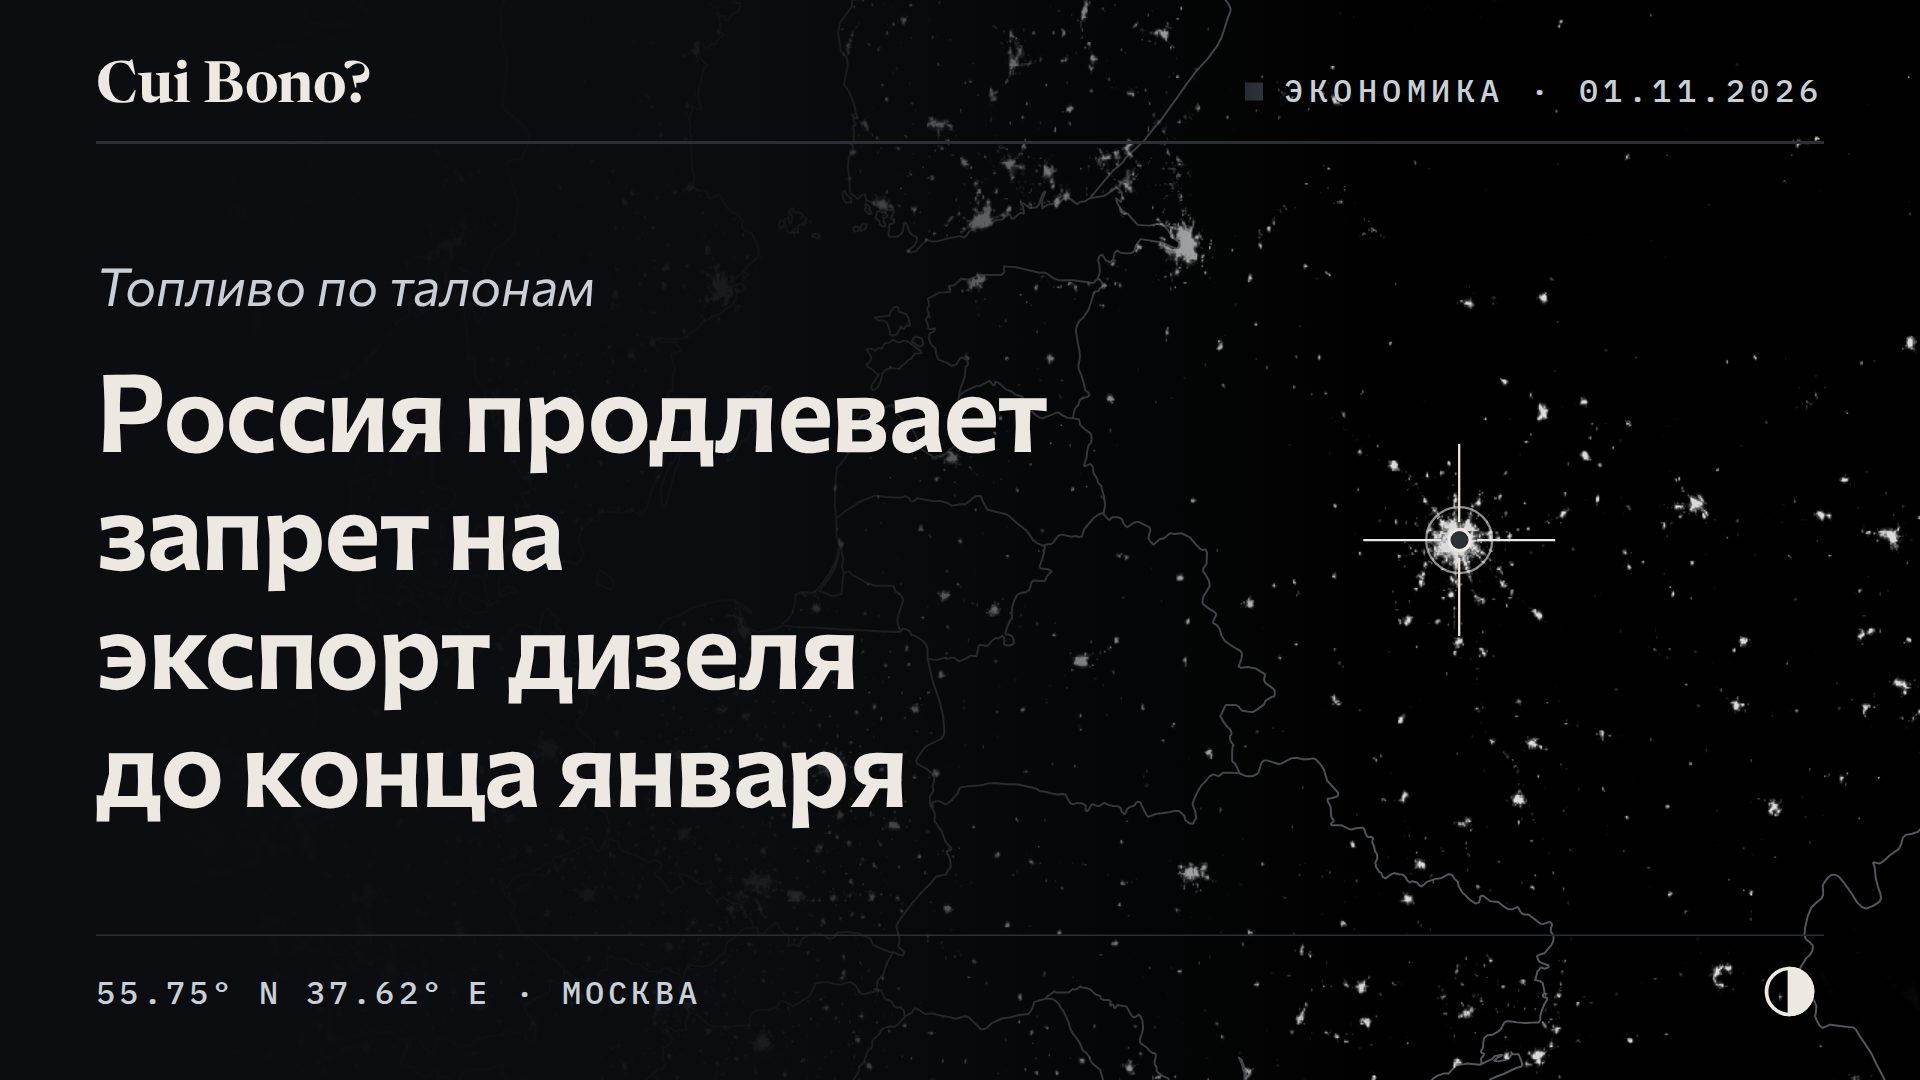 Cui Bono?
ЭКОНОМИКА · 01.11.2026
Топливо по талонам
Россия продлевает
запрет на
экспорт дизеля
до конца января
55.75° N 37.62° E · МОСКВА